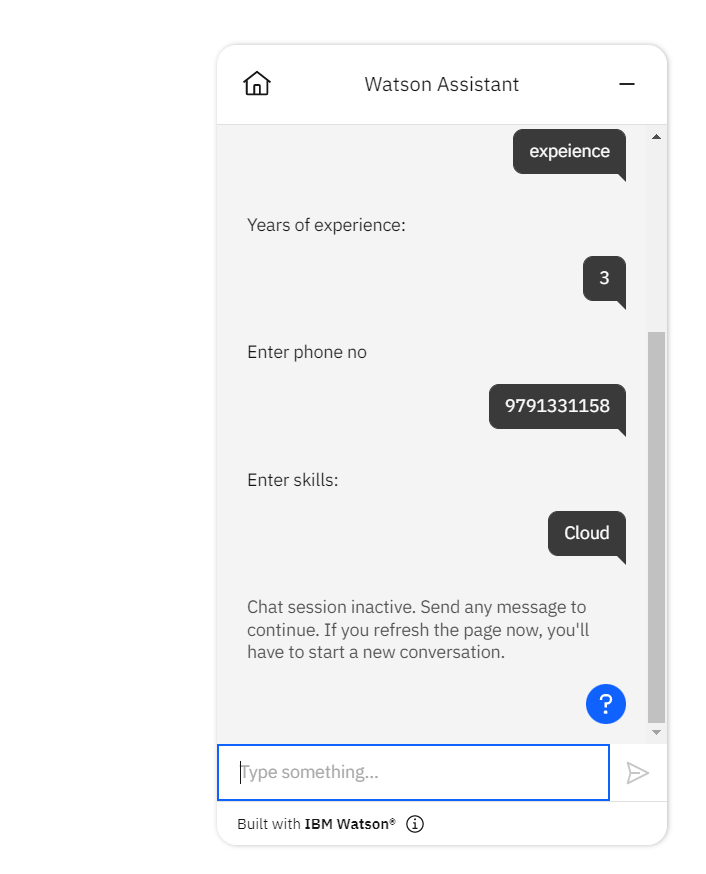 Watson Assistant
expeience
Years of experience:
3
Enter phone no
9791331158
Enter skills:
Cloud
Chat session inactive. Send any message to
continue. If you refresh the page now, you'll
have to start a new conversation.
?
Type something...
Built with IBM Watson®